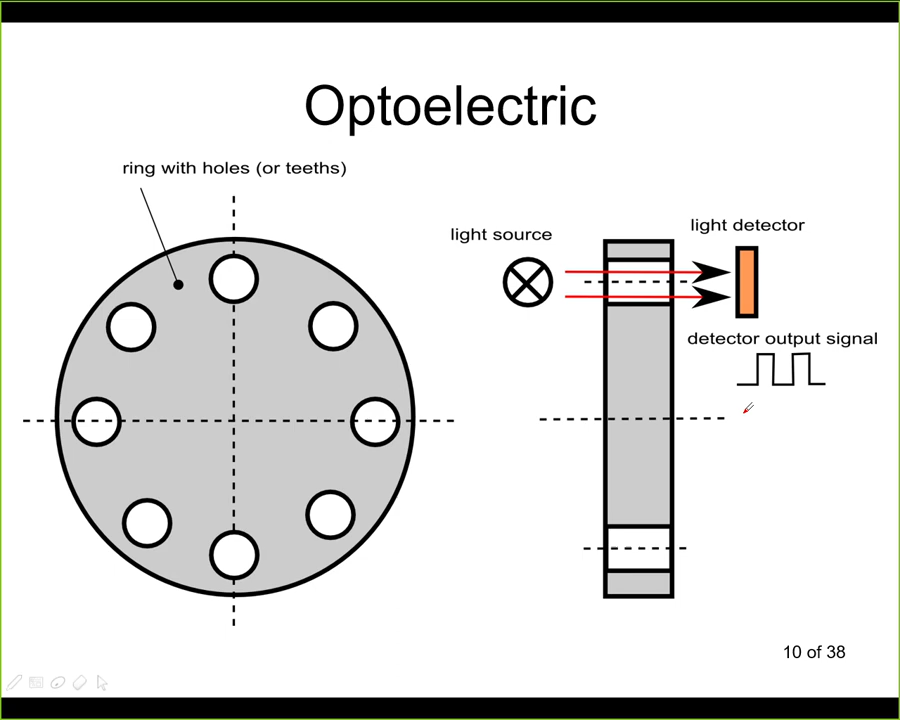 Optoelectric
ring with holes (or teeths)
light source
light detector
detector output signal
10 of 38